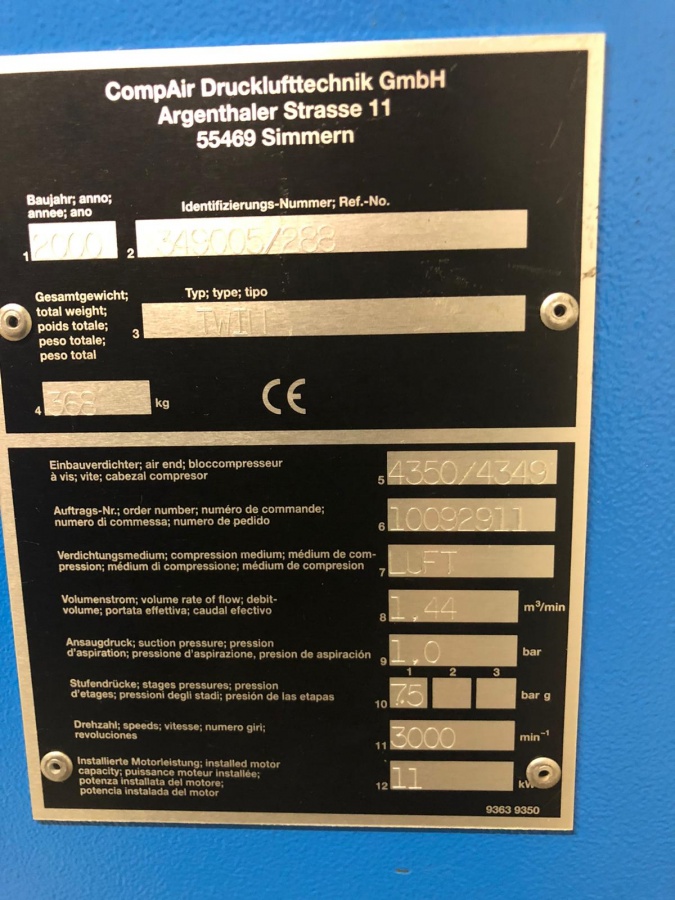 CompAir Drucklufttechnik GmbH
Argenthaler Strasse 11
55469 Simmern
Baujahr; anno;
annee; ano
Identifizierungs-Nummer; Ref.-No.
1 2000
2 349005/288
Gesamtgewicht;
total weight;
poids totale;
peso totale;
peso total
Typ; type; tipo
3
4 368 kg
CE
Einbauverdichter; air end; bloccompresseur
à vis; vite; cabezal compresor
5 4350/4349
Auftrags-Nr.; order number; numéro de commande;
numero di commessa; numero de pedido
6 10092911
Verdichtungsmedium; compression medium; médium de com-
pression; médium di compressione; médium de compresion
7 LUFT
Volumenstrom; volume rate of flow; debit-
volume; portata effettiva; caudal efectivo
8 1,44 m³/min
Ansaugdruck; suction pressure; pression
d'aspiration; pressione d'aspirazione, presion de aspiración
9 1,0 bar
1 2 3
Stufendrücke; stages pressures; pression
d'etages; pressioni degli stadi; presión de las etapas
10 7.5 bar g
Drehzahl; speeds; vitesse; numero giri;
revoluciones
11 3000 min⁻¹
Installierte Motorleistung; installed motor
capacity; puissance moteur installée;
potenza installata del motore;
potencia instalada del motor
12 11 kW
9363 9350